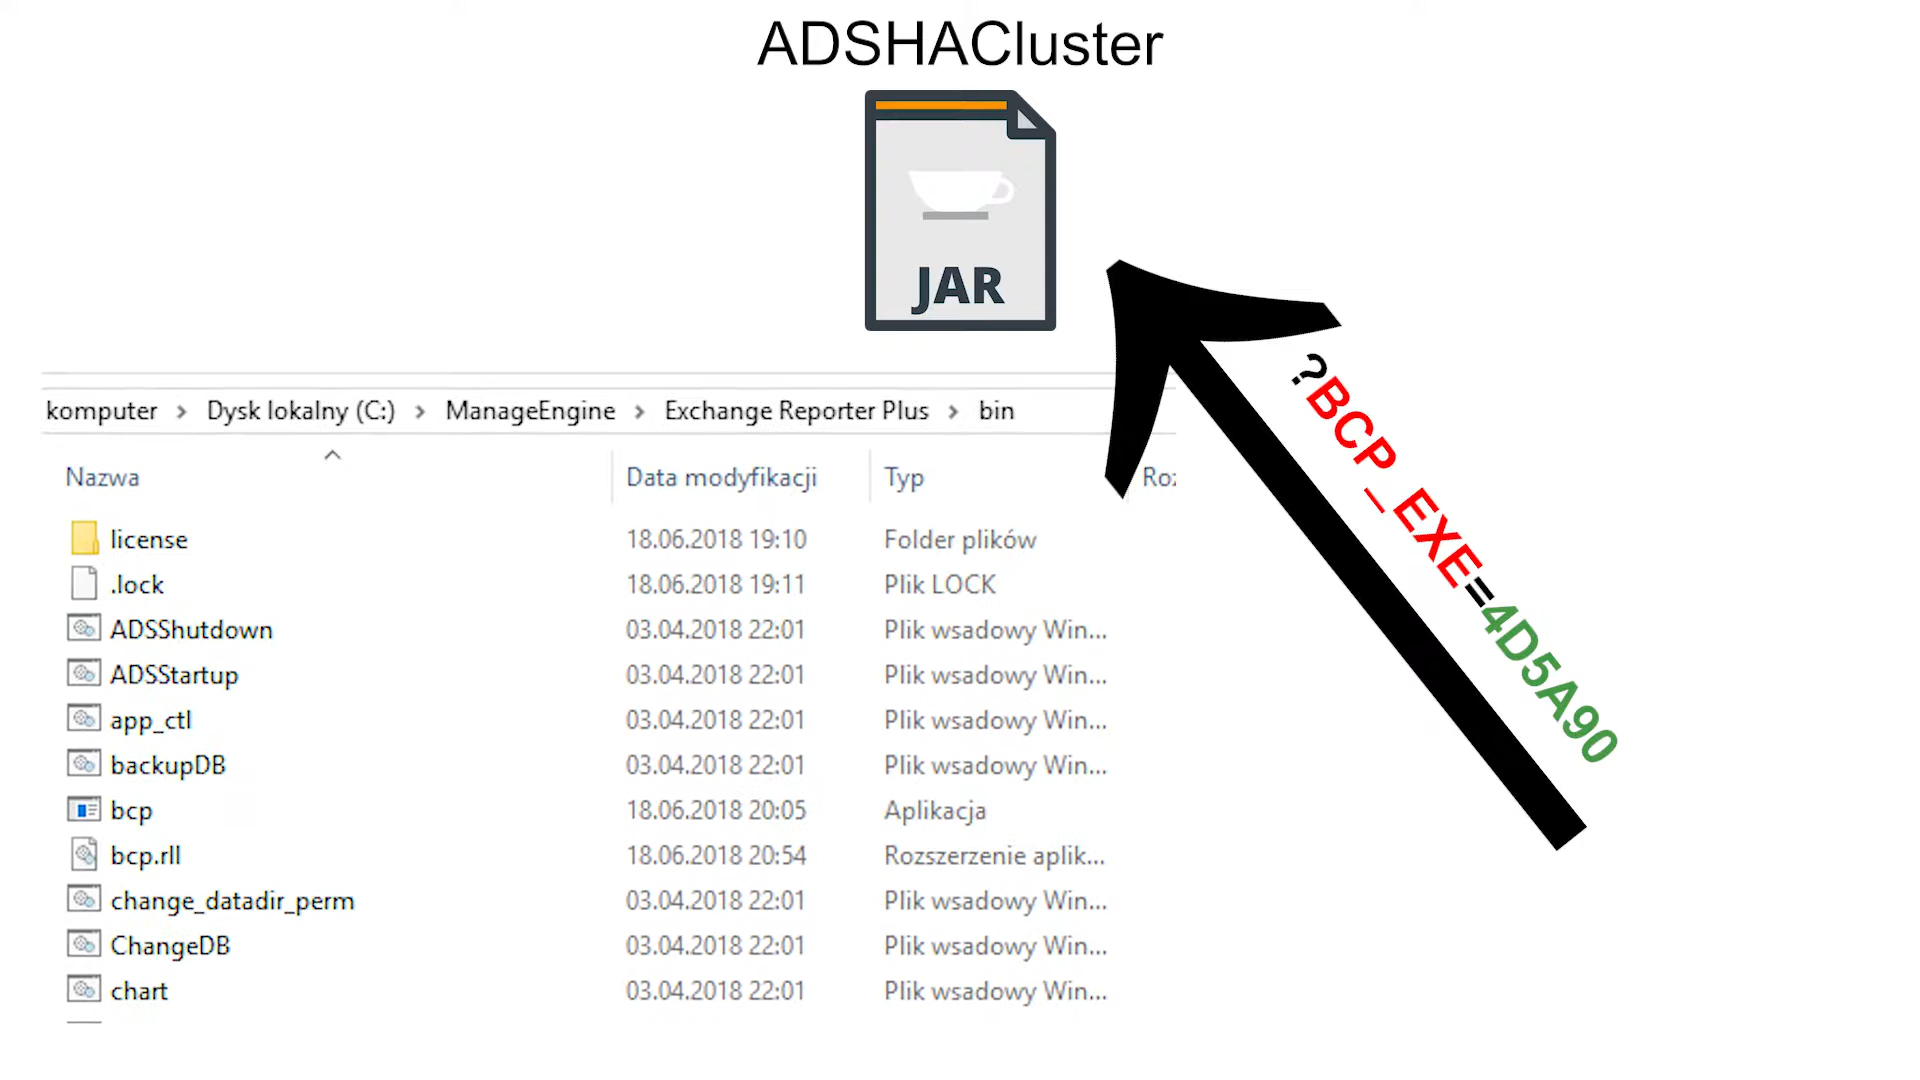 ADSHACluster
JAR
?BCP_EXE=4D5A90
komputer > Dysk lokalny (C:) > ManageEngine > Exchange Reporter Plus > bin
Nazwa Data modyfikacji Typ
license 18.06.2018 19:10 Folder plików
.lock 18.06.2018 19:11 Plik LOCK
ADSShutdown 03.04.2018 22:01 Plik wsadowy Win...
ADSStartup 03.04.2018 22:01 Plik wsadowy Win...
app_ctl 03.04.2018 22:01 Plik wsadowy Win...
backupDB 03.04.2018 22:01 Plik wsadowy Win...
bcp 18.06.2018 20:05 Aplikacja
bcp.rll 18.06.2018 20:54 Rozszerzenie aplik...
change_datadir_perm 03.04.2018 22:01 Plik wsadowy Win...
ChangeDB 03.04.2018 22:01 Plik wsadowy Win...
chart 03.04.2018 22:01 Plik wsadowy Win...